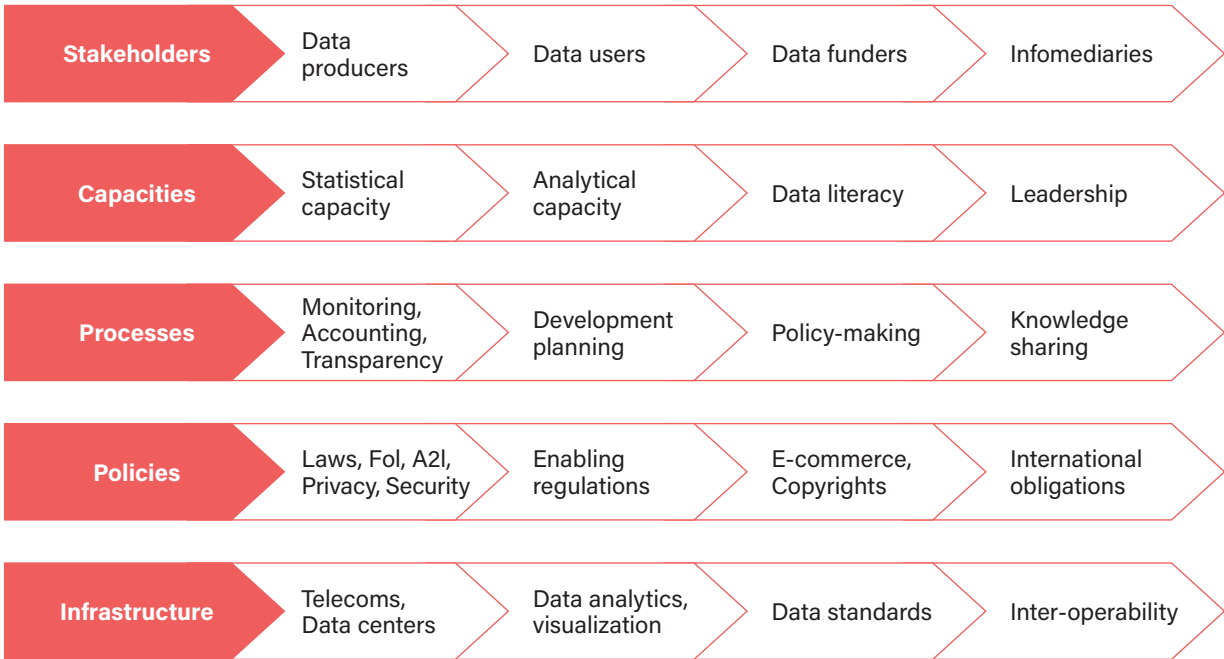 Stakeholders
Data
producers
Data users
Data funders
Infomediaries
Capacities
Statistical
capacity
Analytical
capacity
Data literacy
Leadership
Processes
Monitoring,
Accounting,
Transparency
Development
planning
Policy-making
Knowledge
sharing
Policies
Laws, FoI, A2I,
Privacy, Security
Enabling
regulations
E-commerce,
Copyrights
International
obligations
Infrastructure
Telecoms,
Data centers
Data analytics,
visualization
Data standards
Inter-operability